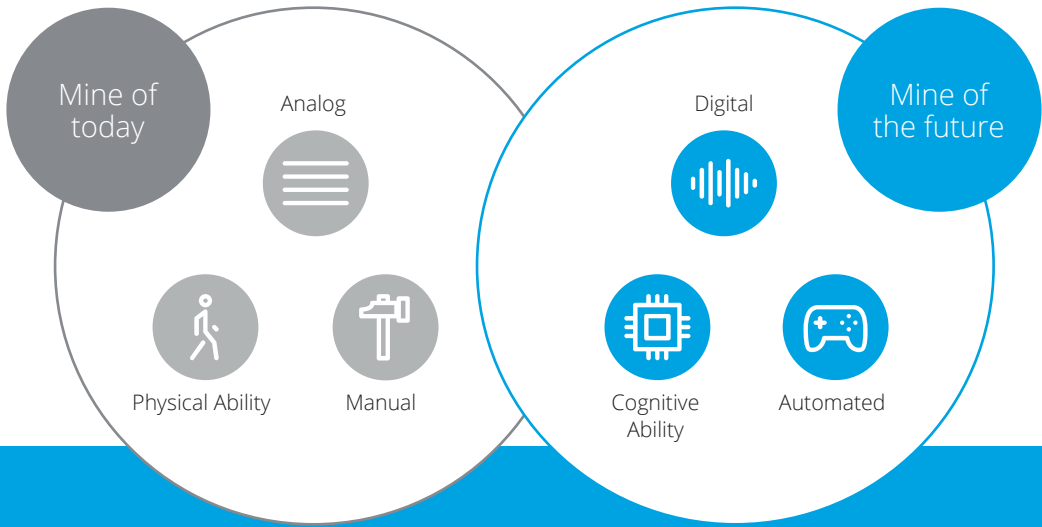 Mine of
today
Analog
Physical Ability
Manual
Digital
Mine of
the future
Cognitive
Ability
Automated